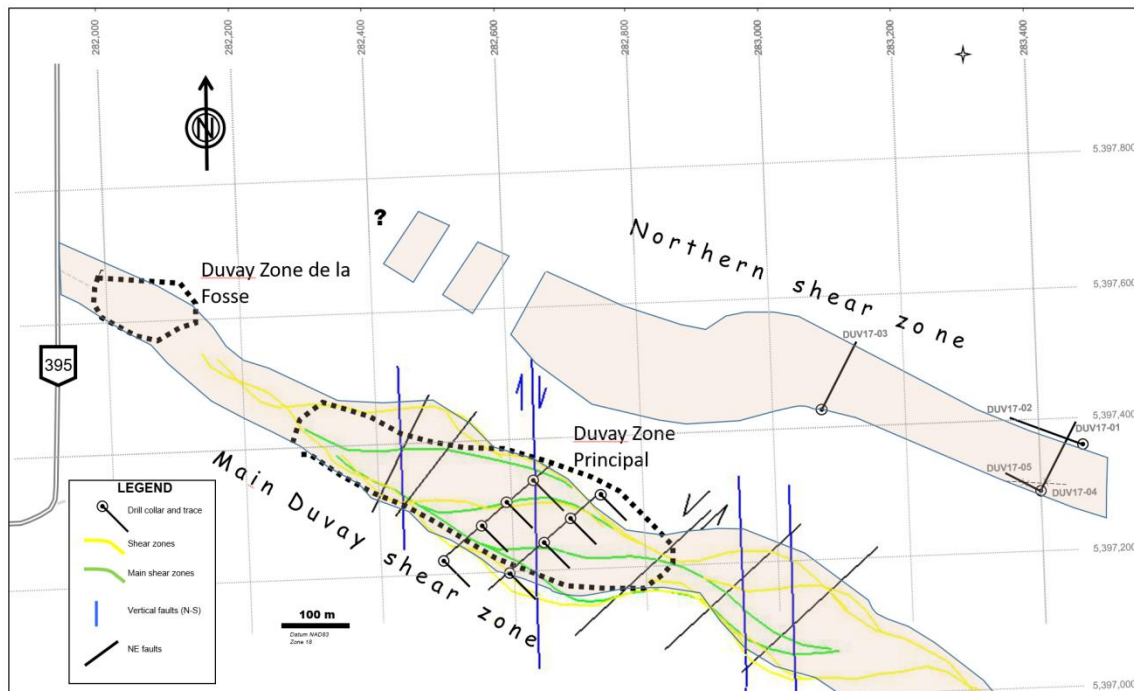 282,000
282,200
282,400
282,600
282,800
283,000
283,200
283,400
N
5,397,800
?
Northern shear zone
Duvay Zone de la
Fosse
5,397,600
DUV17-03
395
DUV17-02
5,397,400
DUV17-01
Duvay Zone
Principal
DUV17-05
DUV17-04
Main Duvay shear zone
LEGEND
Drill collar and trace
Shear zones
Main shear zones
Vertical faults (N-S)
NE faults
100 m
Datum NAD83
Zone 18
5,397,200
5,397,000